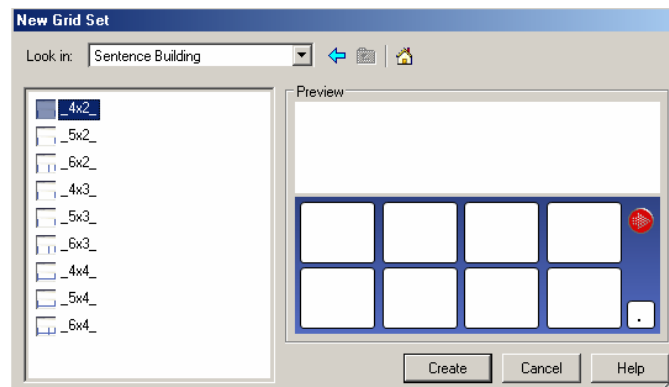 New Grid Set
Look in: Sentence Building
Preview
_4x2_
_5x2_
_6x2_
_4x3_
_5x3_
_6x3_
_4x4_
_5x4_
_6x4_
.
Create Cancel Help